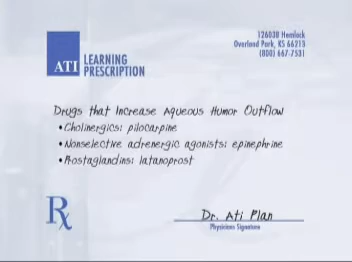 ATI LEARNING
PRESCRIPTION
126030 Hemlock
Overland Park, KS 66213
(800) 667-7531
Drugs that Increase Aqueous Humor Outflow
• Cholinergics: pilocarpine
• Nonselective adrenergic agonists: epinephrine
• Prostaglandins: latanoprost
Rx
Dr. Ati Plan
Physicians Signature